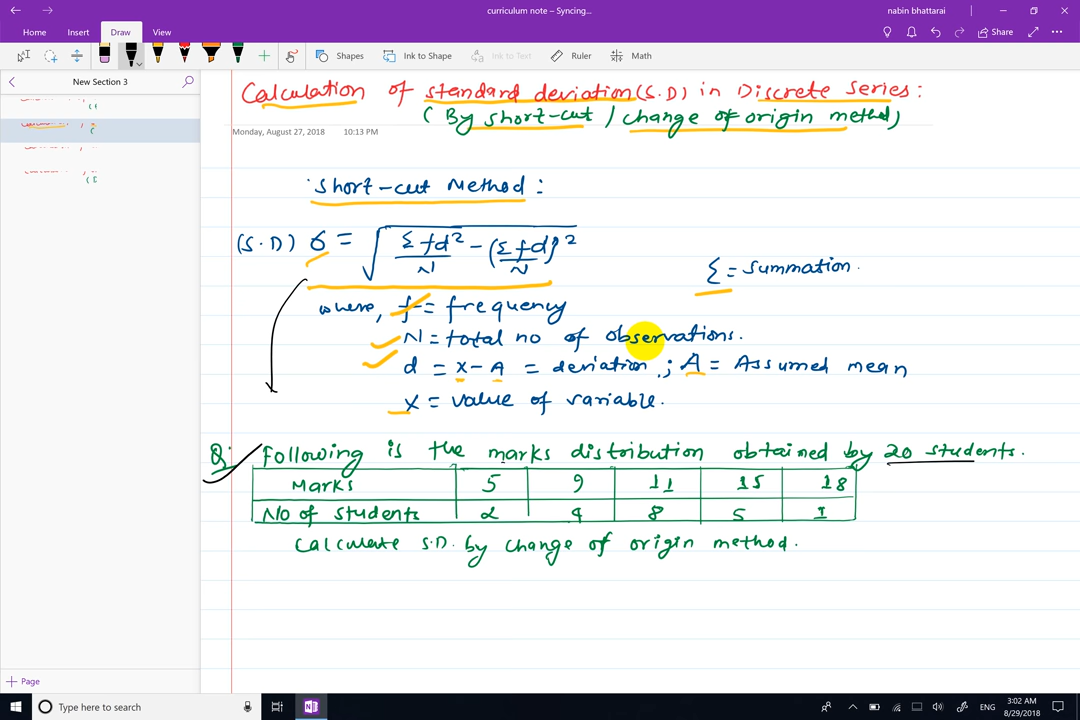 curriculum note – Syncing...
nabin bhattarai
Home Insert Draw View
Share
Shapes Ink to Shape Ink to Text Ruler Math
New Section 3
Calculation of standard deviation (S.D) in Discrete Series:
(By short-cut / change of origin method)
Monday, August 27, 2018 10:13 PM
Short-cut Method:
(S.D) σ = √ Σfd²/N - (Σfd/N)²
Σ = Summation.
where, f = frequency
N = total no of observations.
d = x - A = deviation ; A = Assumed mean
X = value of variable.
Q: Following is the marks distribution obtained by 20 students.
Marks 5 9 11 15 18
No of students 2 4 8 5 1
Calculate S.D. by change of origin method.
+ Page
Type here to search
ENG
3:02 AM
8/29/2018